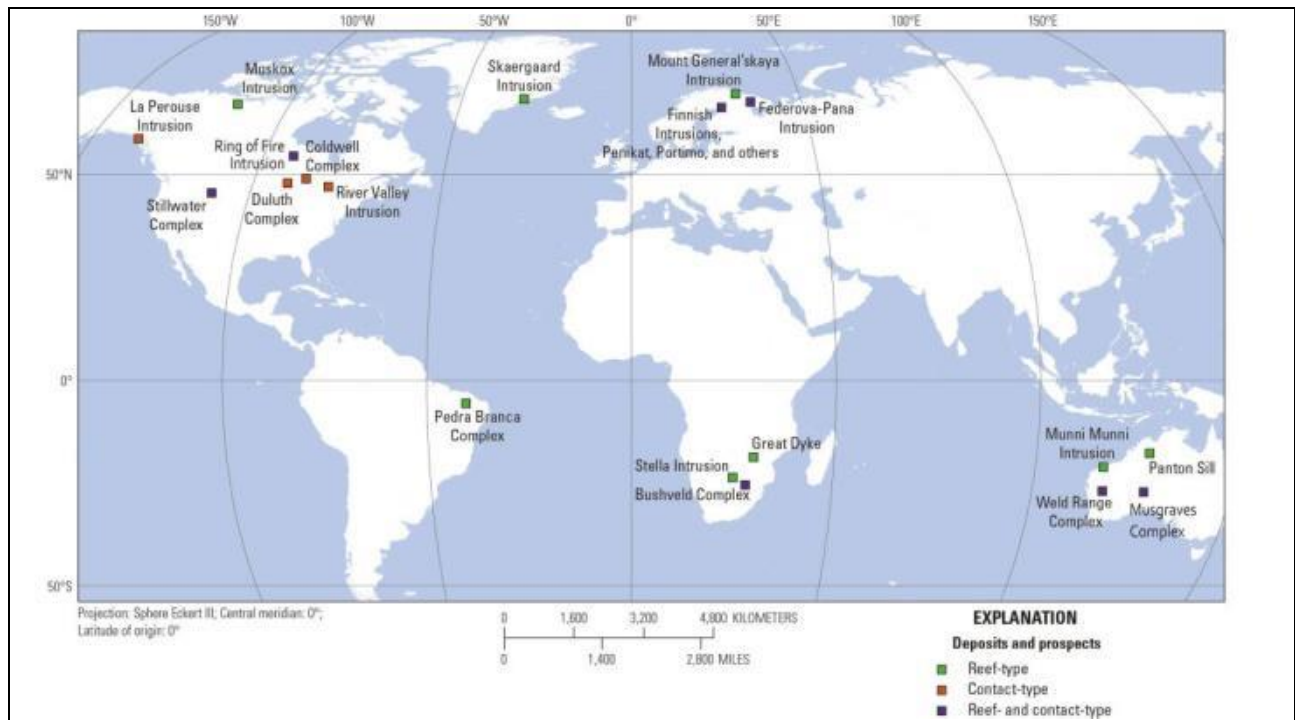 150°W 100°W 50°W 0° 50°E 100°E 150°E
Muskox
Intrusion
Skaergaard
Intrusion
Mount General'skaya
Intrusion
La Perouse
Intrusion
Finnish
Intrusions,
Penikat, Portimo, and others
Federova-Pana
Intrusion
Ring of Fire
Intrusion
Coldwell
Complex
50°N
Stillwater
Complex
Duluth
Complex
River Valley
Intrusion
0°
Pedra Branca
Complex
Great Dyke
Stella Intrusion
Bushveld Complex
Munni Munni
Intrusion
Panton Sill
Weld Range
Complex
Musgraves
Complex
50°S
Projection: Sphere Eckert III; Central meridian: 0°;
Latitude of origin: 0°
0 1,600 3,200 4,800 KILOMETERS
0 1,400 2,800 MILES
EXPLANATION
Deposits and prospects
Reef-type
Contact-type
Reef- and contact-type